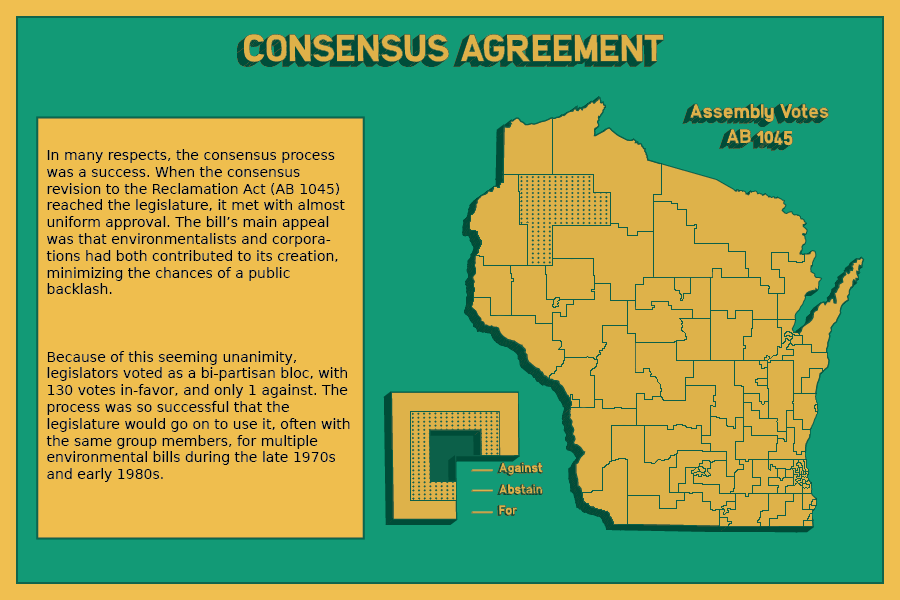 CONSENSUS AGREEMENT
Assembly Votes
AB 1045
In many respects, the consensus process
was a success. When the consensus
revision to the Reclamation Act (AB 1045)
reached the legislature, it met with almost
uniform approval. The bill’s main appeal
was that environmentalists and corpora-
tions had both contributed to its creation,
minimizing the chances of a public
backlash.
Because of this seeming unanimity,
legislators voted as a bi-partisan bloc, with
130 votes in-favor, and only 1 against. The
process was so successful that the
legislature would go on to use it, often with
the same group members, for multiple
environmental bills during the late 1970s
and early 1980s.
Against
Abstain
For